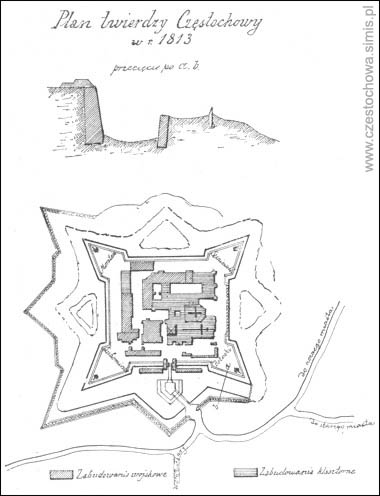 Plan twierdzy Częstochowy
w r. 1813
przecięcie po a. b.
www.czestochowa.simis.pl
Do nowego miasta
Do starego miasta
Zabudowania wojskowe
Zabudowania klasztorne